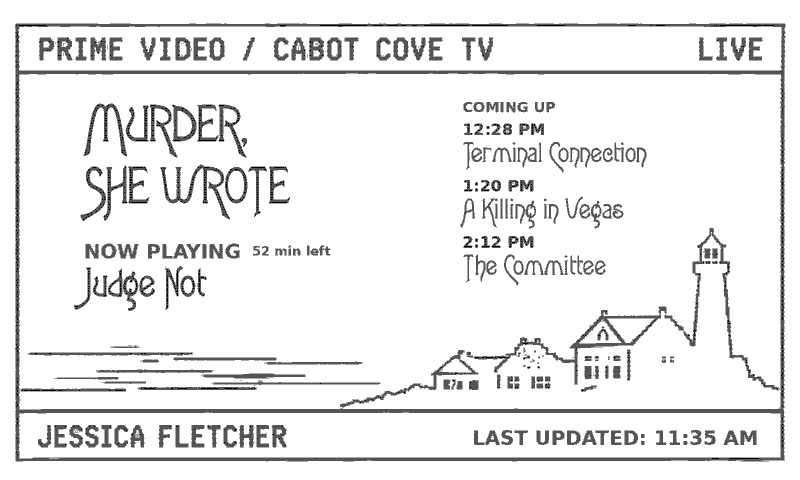 PRIME VIDEO / CABOT COVE TV
LIVE
MURDER,
SHE WROTE
NOW PLAYING 52 min left
Judge Not
COMING UP
12:28 PM
Terminal Connection
1:20 PM
A Killing in Vegas
2:12 PM
The Committee
JESSICA FLETCHER
LAST UPDATED: 11:35 AM